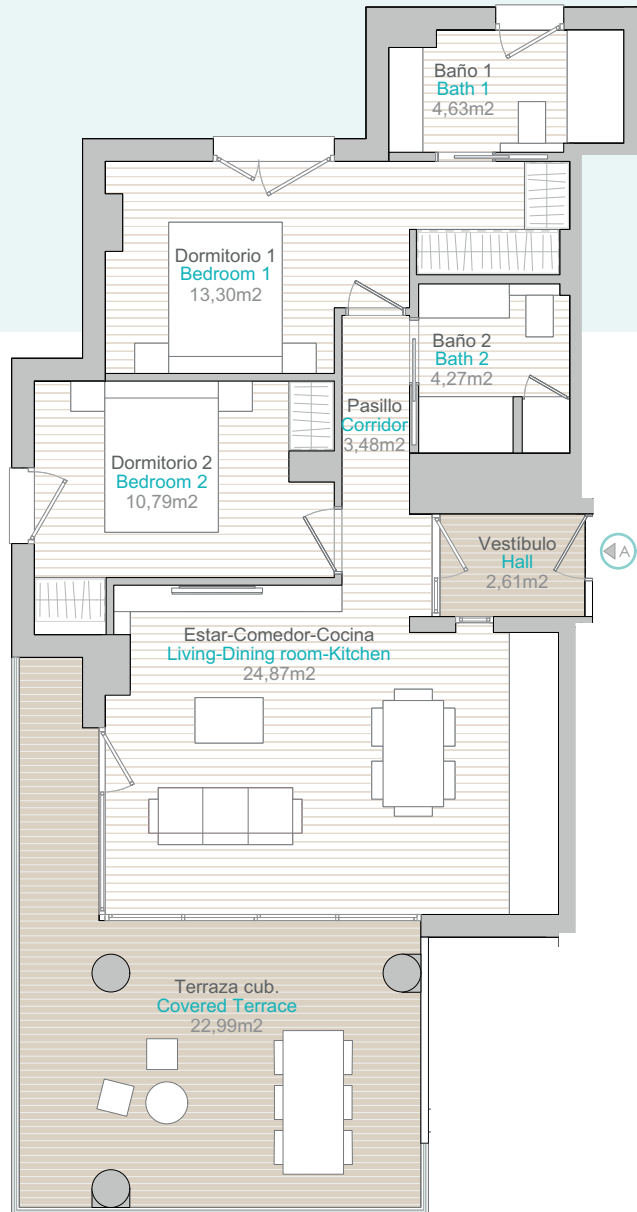 Baño 1
Bath 1
4,63m2
Dormitorio 1
Bedroom 1
13,30m2
Baño 2
Bath 2
4,27m2
Pasillo
Corridor
3,48m2
Dormitorio 2
Bedroom 2
10,79m2
Vestíbulo
Hall
2,61m2
A
Estar-Comedor-Cocina
Living-Dining room-Kitchen
24,87m2
Terraza cub.
Covered Terrace
22,99m2